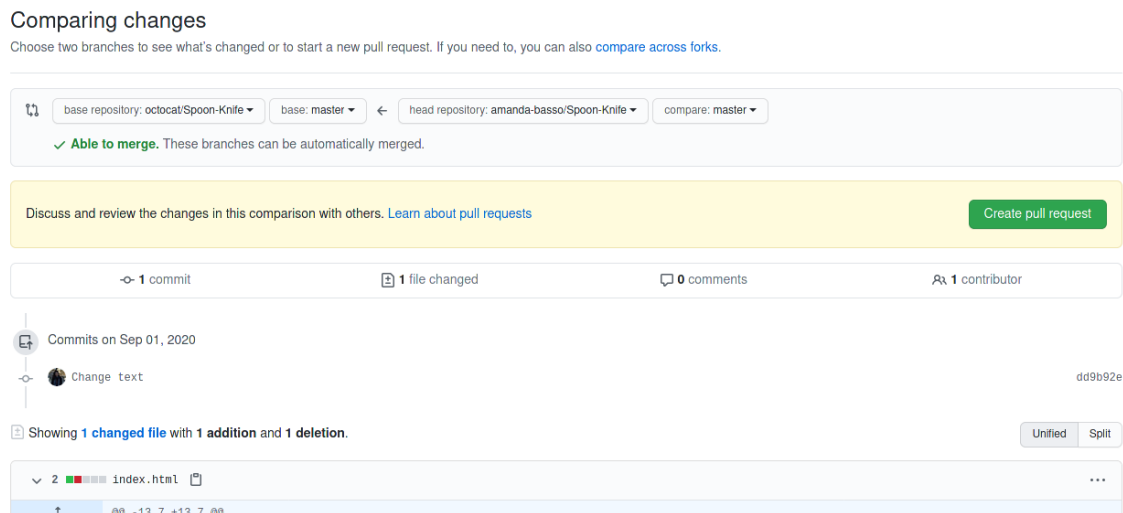 Comparing changes
Choose two branches to see what's changed or to start a new pull request. If you need to, you can also compare across forks.
base repository: octocat/Spoon-Knife base: master head repository: amanda-basso/Spoon-Knife compare: master
Able to merge. These branches can be automatically merged.
Discuss and review the changes in this comparison with others. Learn about pull requests Create pull request
1 commit 1 file changed 0 comments 1 contributor
Commits on Sep 01, 2020
Change text dd9b92e
Showing 1 changed file with 1 addition and 1 deletion. Unified Split
2 index.html
@@ -13,7 +13,7 @@